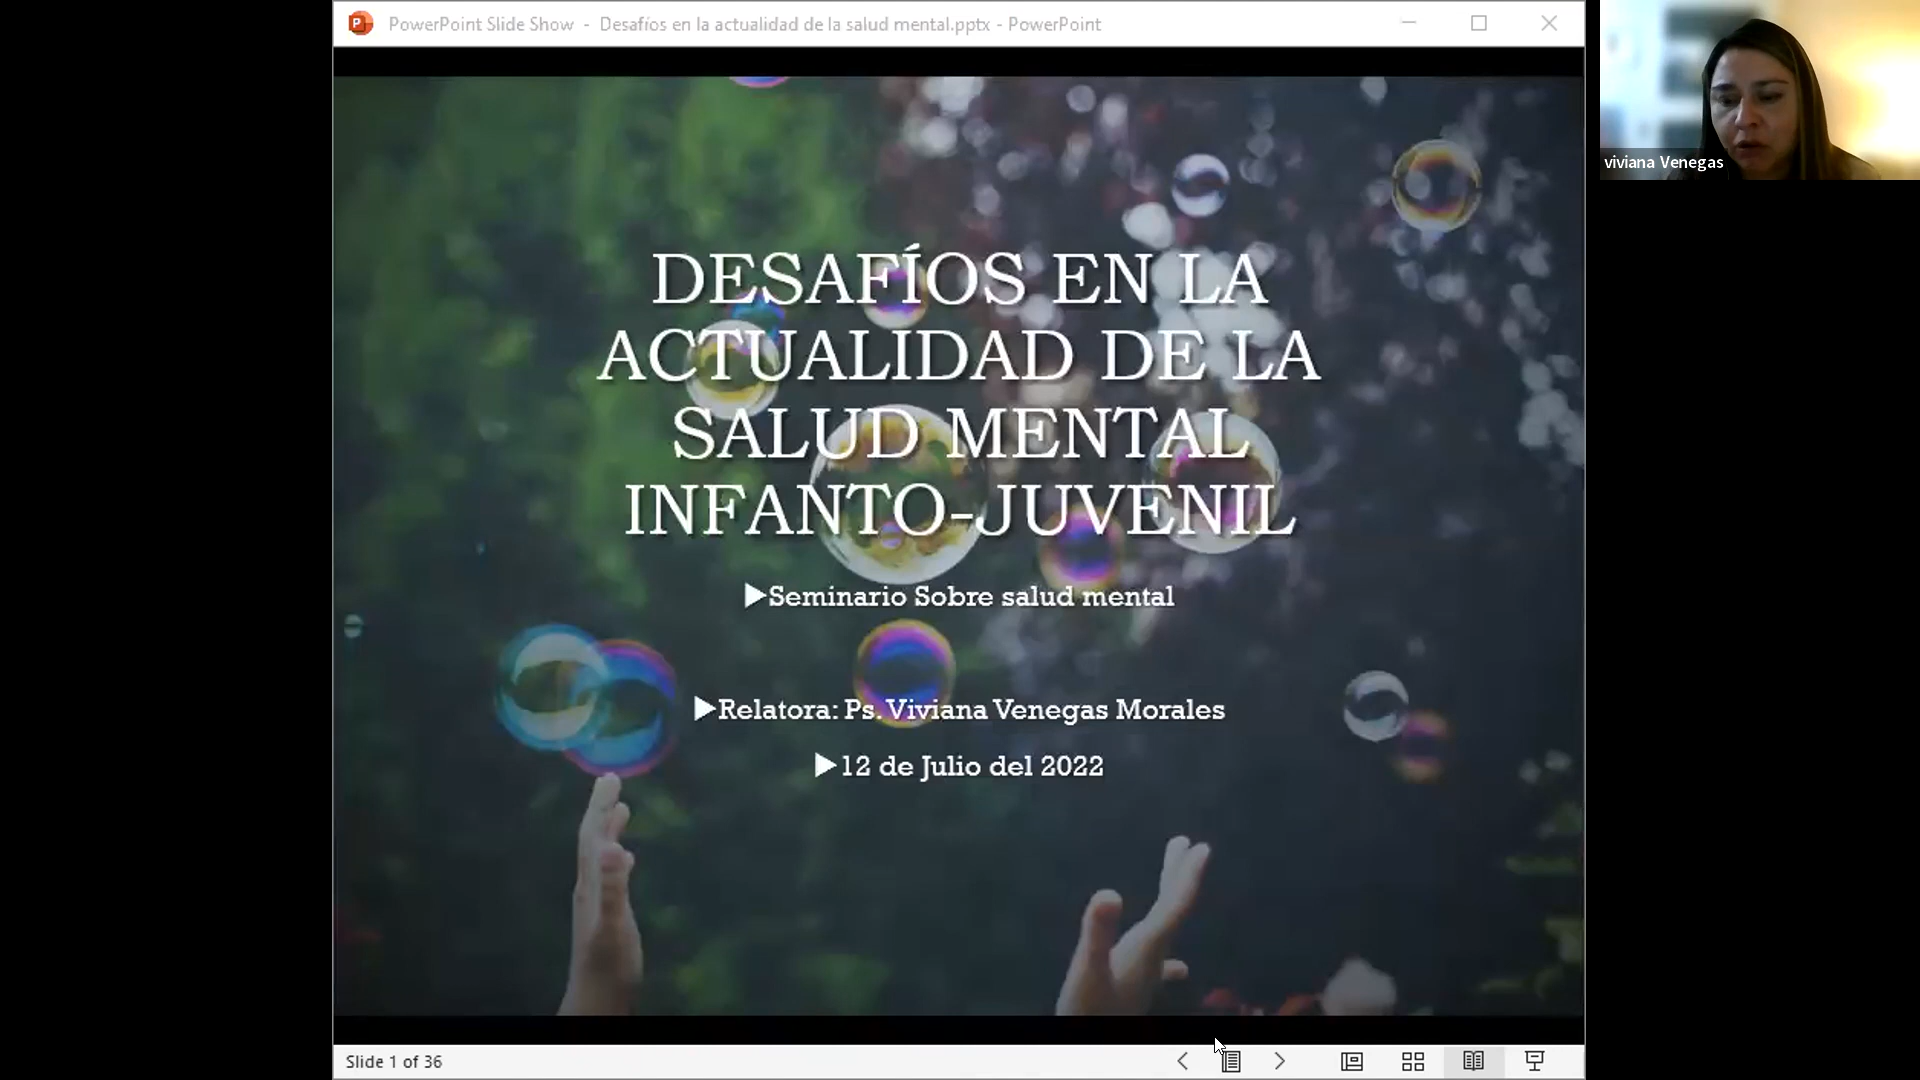 PowerPoint Slide Show - Desafíos en la actualidad de la salud mental.pptx - PowerPoint
viviana Venegas
DESAFÍOS EN LA
ACTUALIDAD DE LA
SALUD MENTAL
INFANTO-JUVENIL
Seminario Sobre salud mental
Relatora: Ps. Viviana Venegas Morales
12 de Julio del 2022
Slide 1 of 36